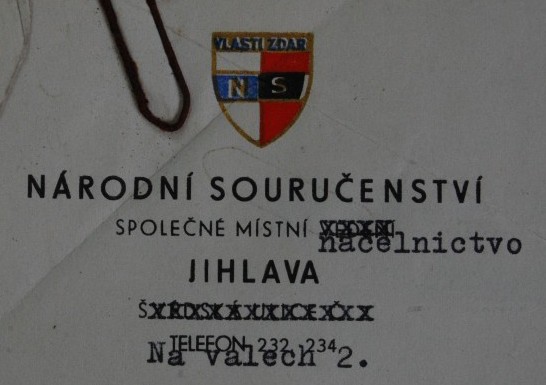 VLASTI ZDAR
N S
NÁRODNÍ SOURUČENSTVÍ
SPOLEČNÉ MÍSTNÍ
náčelnictvo
JIHLAVA
TELEFON 232, 234
Na valech 2.